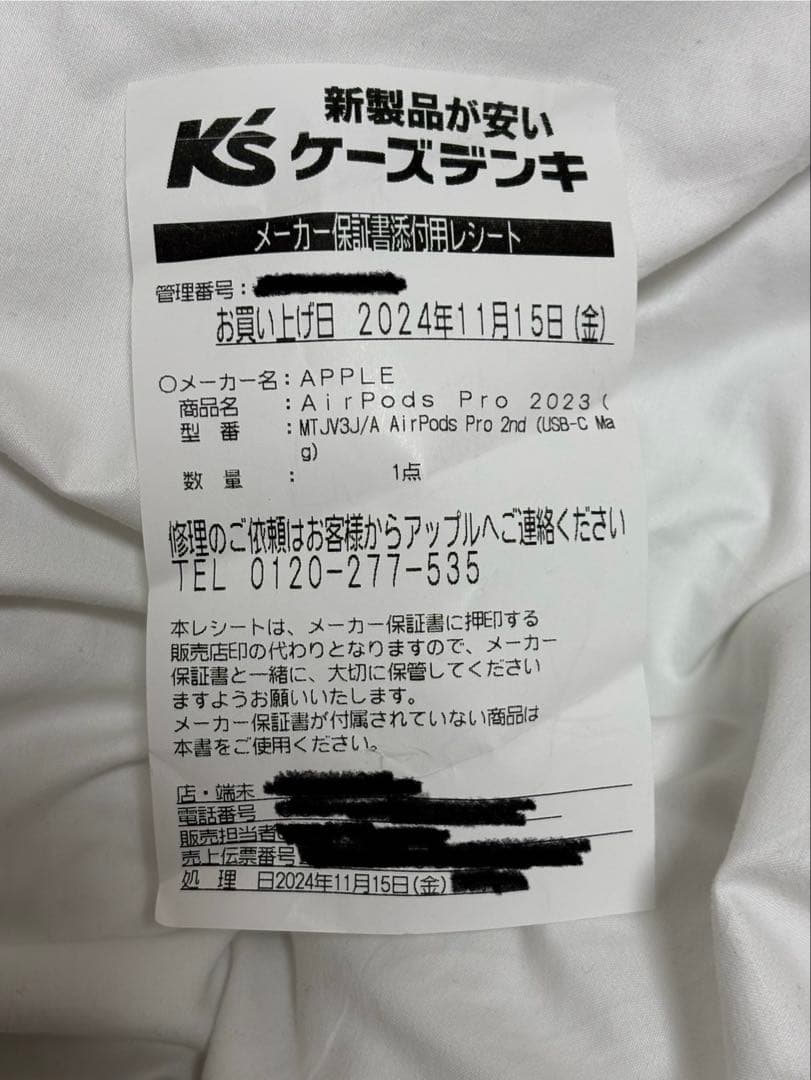 新製品が安い
K's ケーズデンキ
メーカー保証書添付用レシート
管理番号:
お買い上げ日 2024年11月15日(金)
○メーカー名:APPLE
商品名 :AirPods Pro 2023(
型番 :MTJV3J/A AirPods Pro 2nd (USB-C Ma
g)
数量 : 1点
修理のご依頼はお客様からアップルへご連絡ください
TEL 0120-277-535
本レシートは、メーカー保証書に押印する
販売店印の代わりとなりますので、メーカー
保証書と一緒に、大切に保管してください
ますようお願いいたします。
メーカー保証書が付属されていない商品は
本書をご使用ください。
店・端末
電話番号
販売担当者
売上伝票番号
処理日2024年11月15日(金)